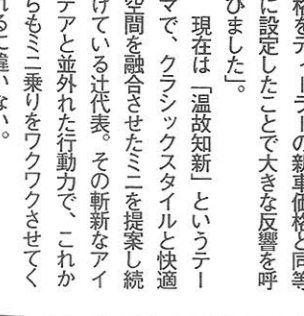 格をディーラーの新車価格と同等
に設定したことで大きな反響を呼
びました」。
現在は「温故知新」というテー
マで、クラシックスタイルと快適
空間を融合させたミニを提案し続
けている辻代表。その斬新なアイ
デアと並外れた行動力で、これか
らもミニ乗りをワクワクさせてく
れるに違いない。